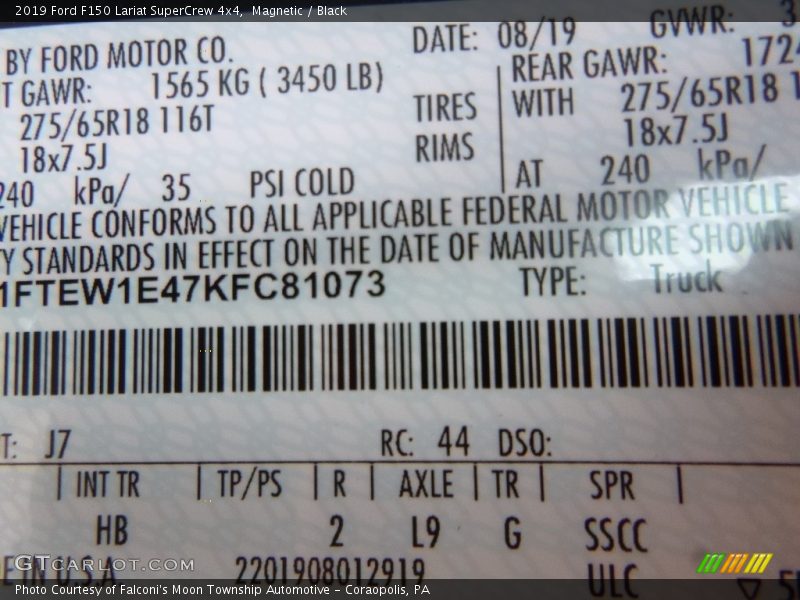 2019 Ford F150 Lariat SuperCrew 4x4, Magnetic / Black
BY FORD MOTOR CO.
DATE: 08/19
GVWR: 3
T GAWR: 1565 KG ( 3450 LB)
REAR GAWR: 172
275/65R18 116T
TIRES
WITH 275/65R18 1
18x7.5J
RIMS
18x7.5J
240 kPa/ 35 PSI COLD
AT 240 kPa/
VEHICLE CONFORMS TO ALL APPLICABLE FEDERAL MOTOR VEHICLE
Y STANDARDS IN EFFECT ON THE DATE OF MANUFACTURE SHOWN
1FTEW1E47KFC81073
TYPE: Truck
T: J7
RC: 44 DSO:
INT TR TP/PS R AXLE TR SPR
HB 2 L9 G SSCC
E IN U.S.A.
2201908012919
ULC
GTCarLot.com
Photo Courtesy of Falconi's Moon Township Automotive - Coraopolis, PA